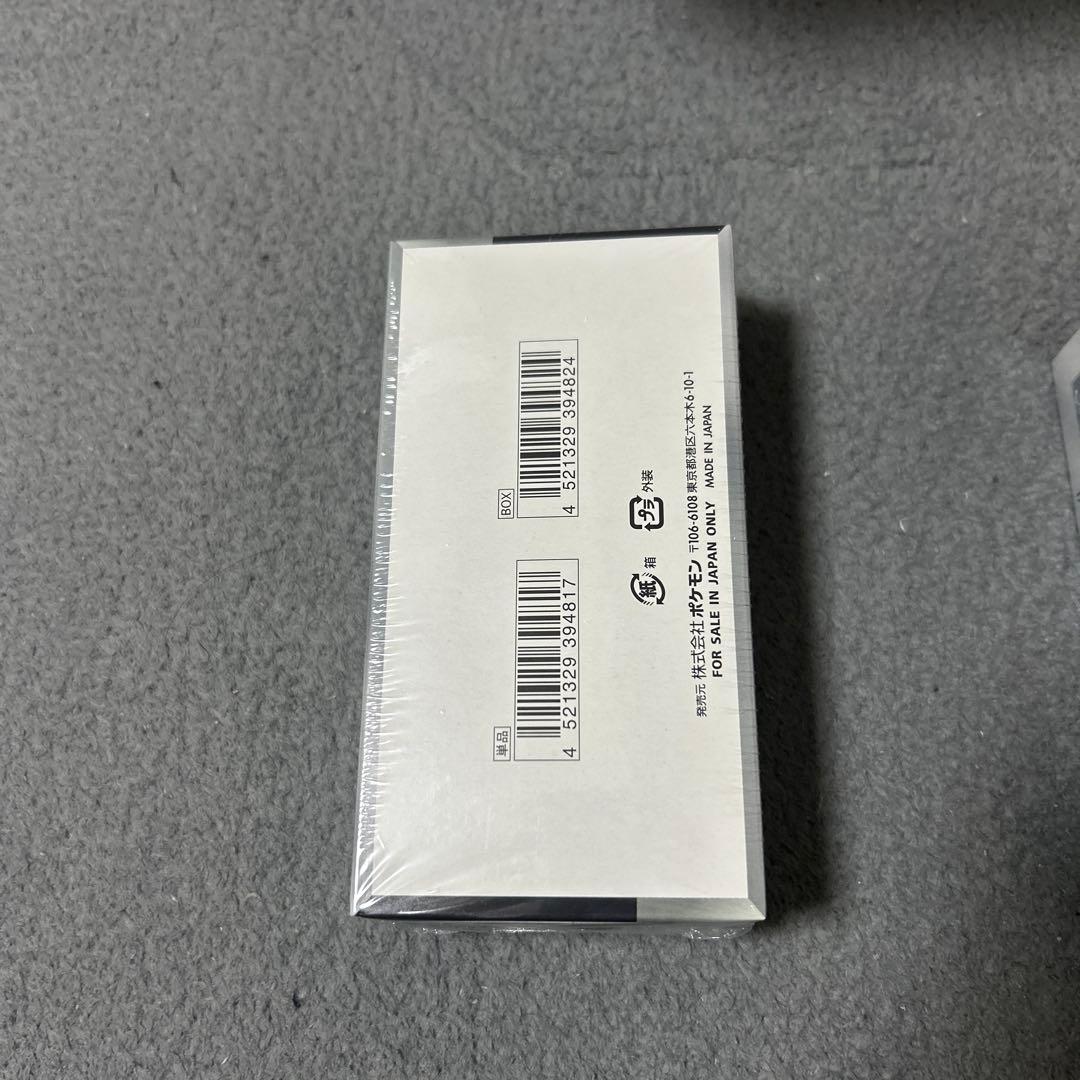 単品
4 521329 394817
BOX
4 521329 394824
紙 箱
プラ 外装
発売元 株式会社 ポケモン 〒106-6108 東京都港区六本木6-10-1
FOR SALE IN JAPAN ONLY MADE IN JAPAN